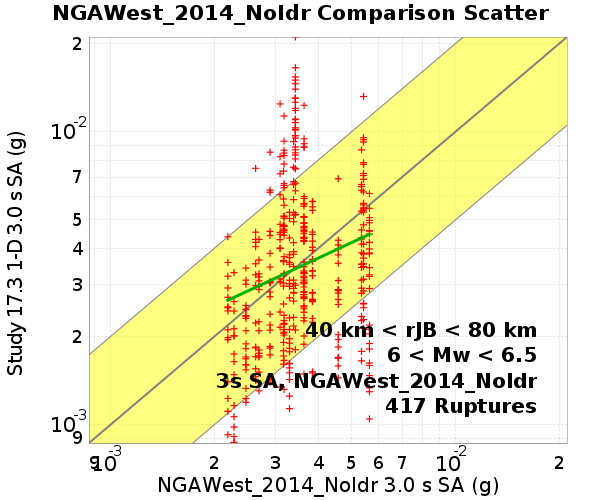 NGAWest_2014_NoIdr Comparison Scatter
Study 17.3 1-D 3.0 s SA (g)
2
10-2
7
5
4
3
2
10-3
9
40 km < rJB < 80 km
6 < Mw < 6.5
3s SA, NGAWest_2014_NoIdr
417 Ruptures
9 10-3 2 3 4 5 6 7 10-2 2
NGAWest_2014_NoIdr 3.0 s SA (g)